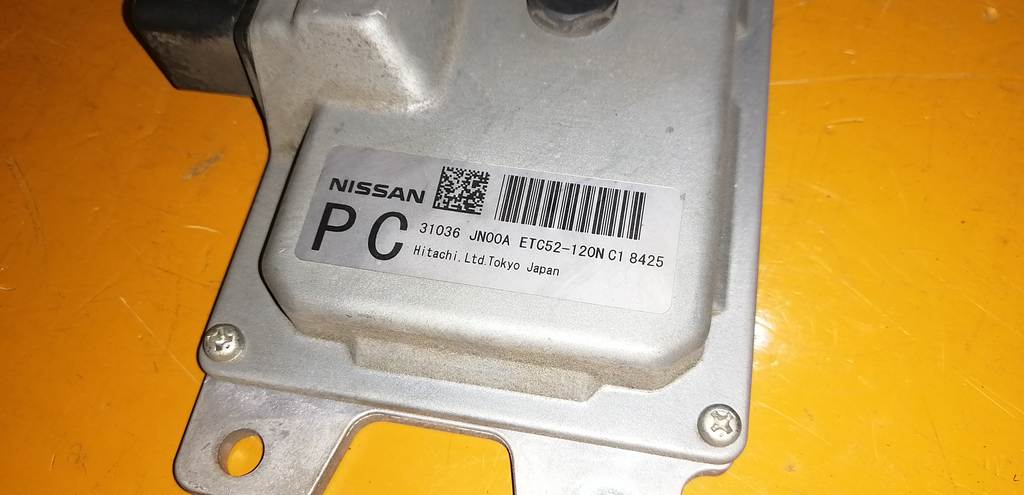 NISSAN
PC
31036 JN00A ETC52-120N C1 8425
Hitachi.Ltd.Tokyo Japan